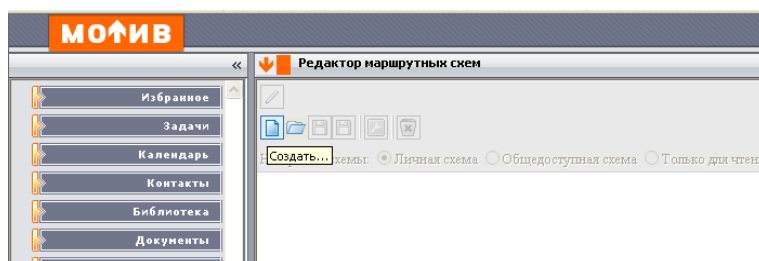 МОТИВ
«
Редактор маршрутных схем
Избранное
Задачи
Календарь
Контакты
Библиотека
Документы
Создать...
схемы: Личная схема Общедоступная схема Только для чтен